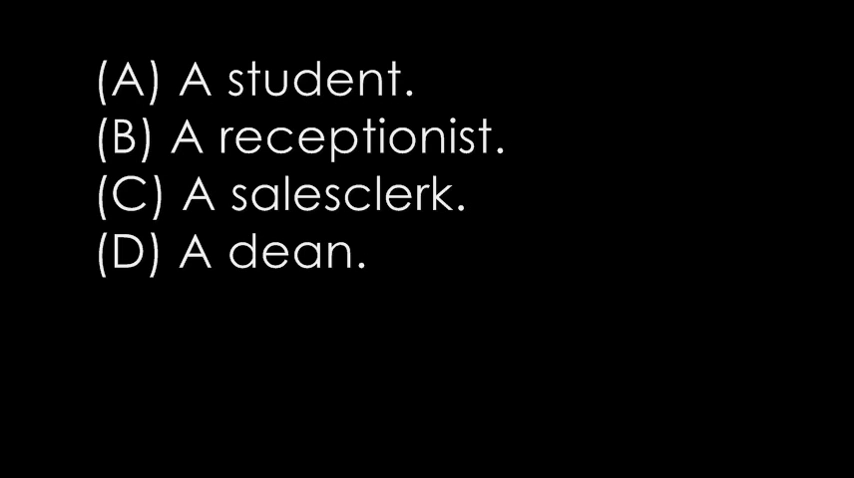 (A) A student.
(B) A receptionist.
(C) A salesclerk.
(D) A dean.